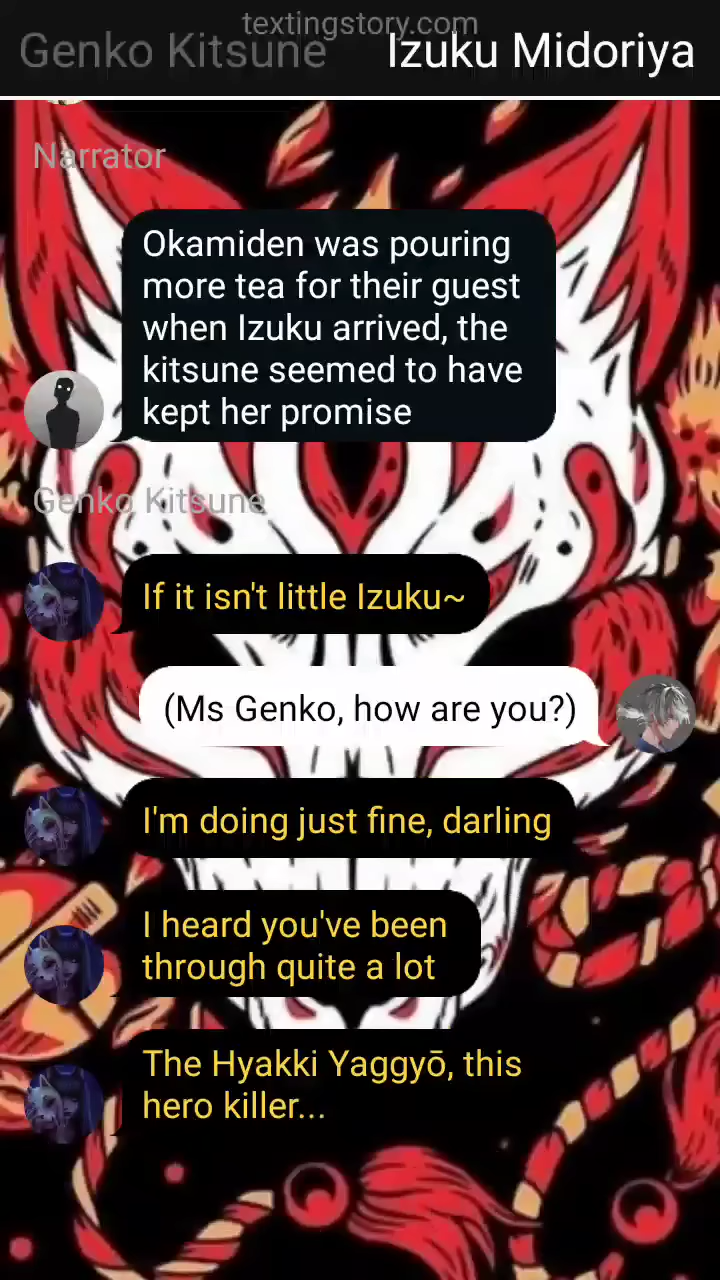 textingstory.com
Genko Kitsune
Izuku Midoriya
Narrator
Okamiden was pouring
more tea for their guest
when Izuku arrived, the
kitsune seemed to have
kept her promise
Genko Kitsune
If it isn't little Izuku~
(Ms Genko, how are you?)
I'm doing just fine, darling
I heard you've been
through quite a lot
The Hyakki Yaggyō, this
hero killer...